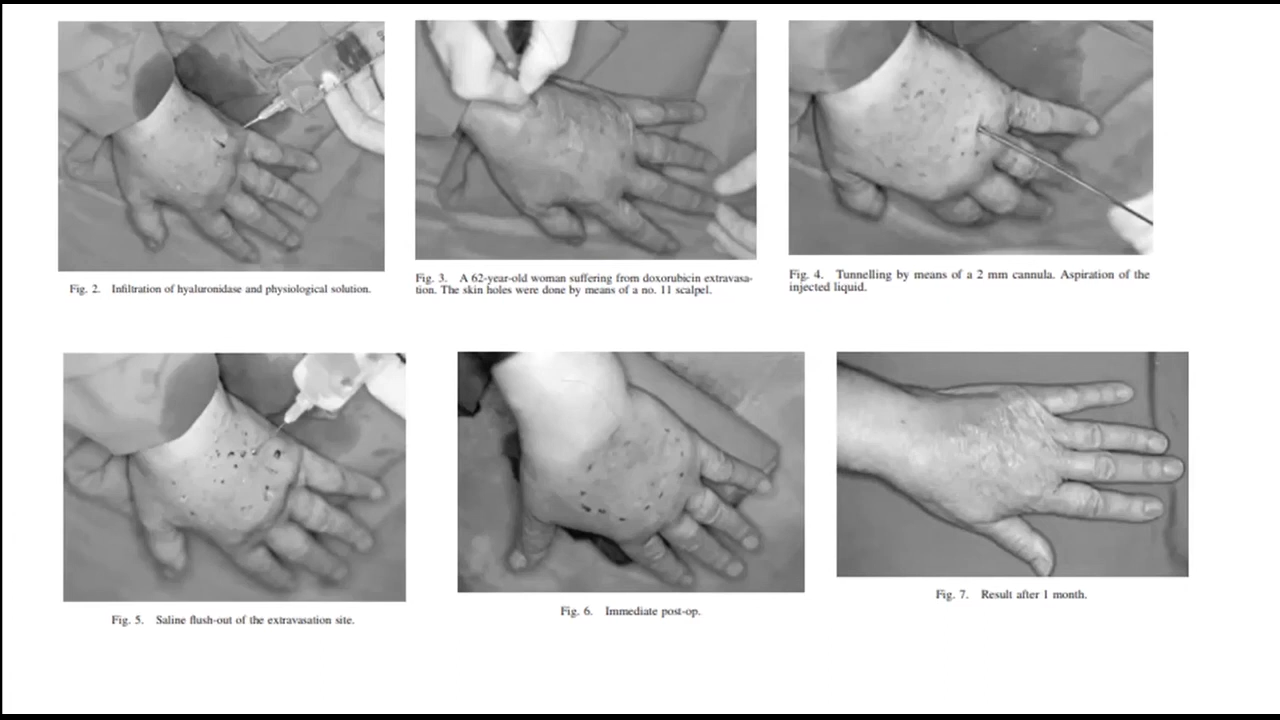 Fig. 2. Infiltration of hyaluronidase and physiological solution.
Fig. 3. A 62-year-old woman suffering from doxorubicin extravasa-
tion. The skin holes were done by means of a no. 11 scalpel.
Fig. 4. Tunnelling by means of a 2 mm cannula. Aspiration of the
injected liquid.
Fig. 5. Saline flush-out of the extravasation site.
Fig. 6. Immediate post-op.
Fig. 7. Result after 1 month.